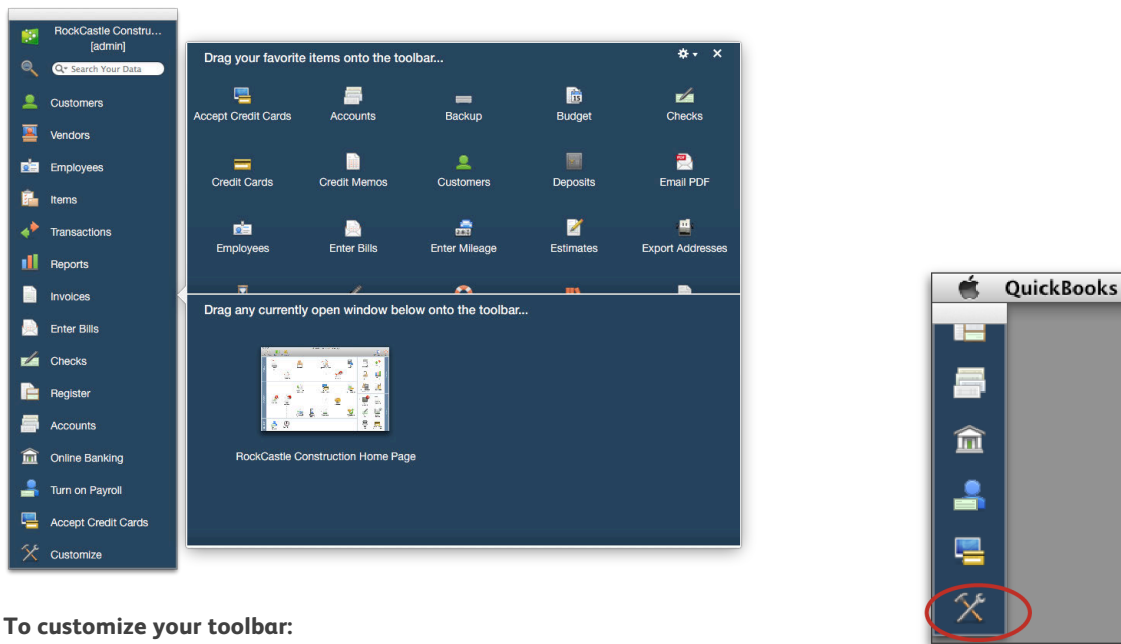 RockCastle Constru...
[admin]
Search Your Data
Customers
Vendors
Employees
Items
Transactions
Reports
Invoices
Enter Bills
Checks
Register
Accounts
Online Banking
Turn on Payroll
Accept Credit Cards
Customize
Drag your favorite items onto the toolbar...
Accept Credit Cards Accounts Backup Budget Checks
Credit Cards Credit Memos Customers Deposits Email PDF
Employees Enter Bills Enter Mileage Estimates Export Addresses
Drag any currently open window below onto the toolbar...
RockCastle Construction Home Page
QuickBooks
To customize your toolbar: